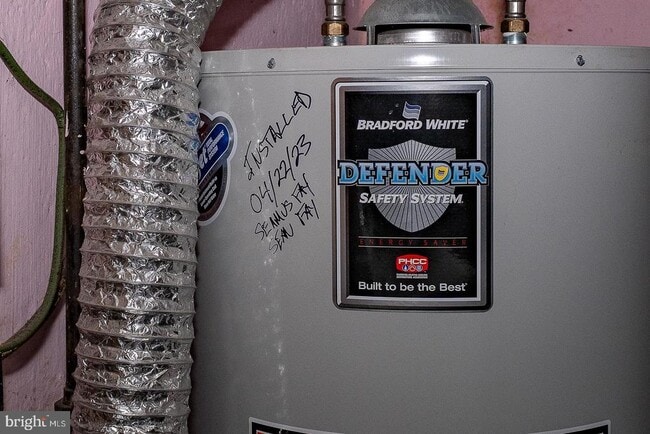 INSTALLED
04/22/23
SEAMUS FAY
SEAN FAY
BRADFORD WHITE®
DEFENDER
SAFETY SYSTEM®
ENERGY SAVER
PHCC
Built to be the Best®
bright MLS